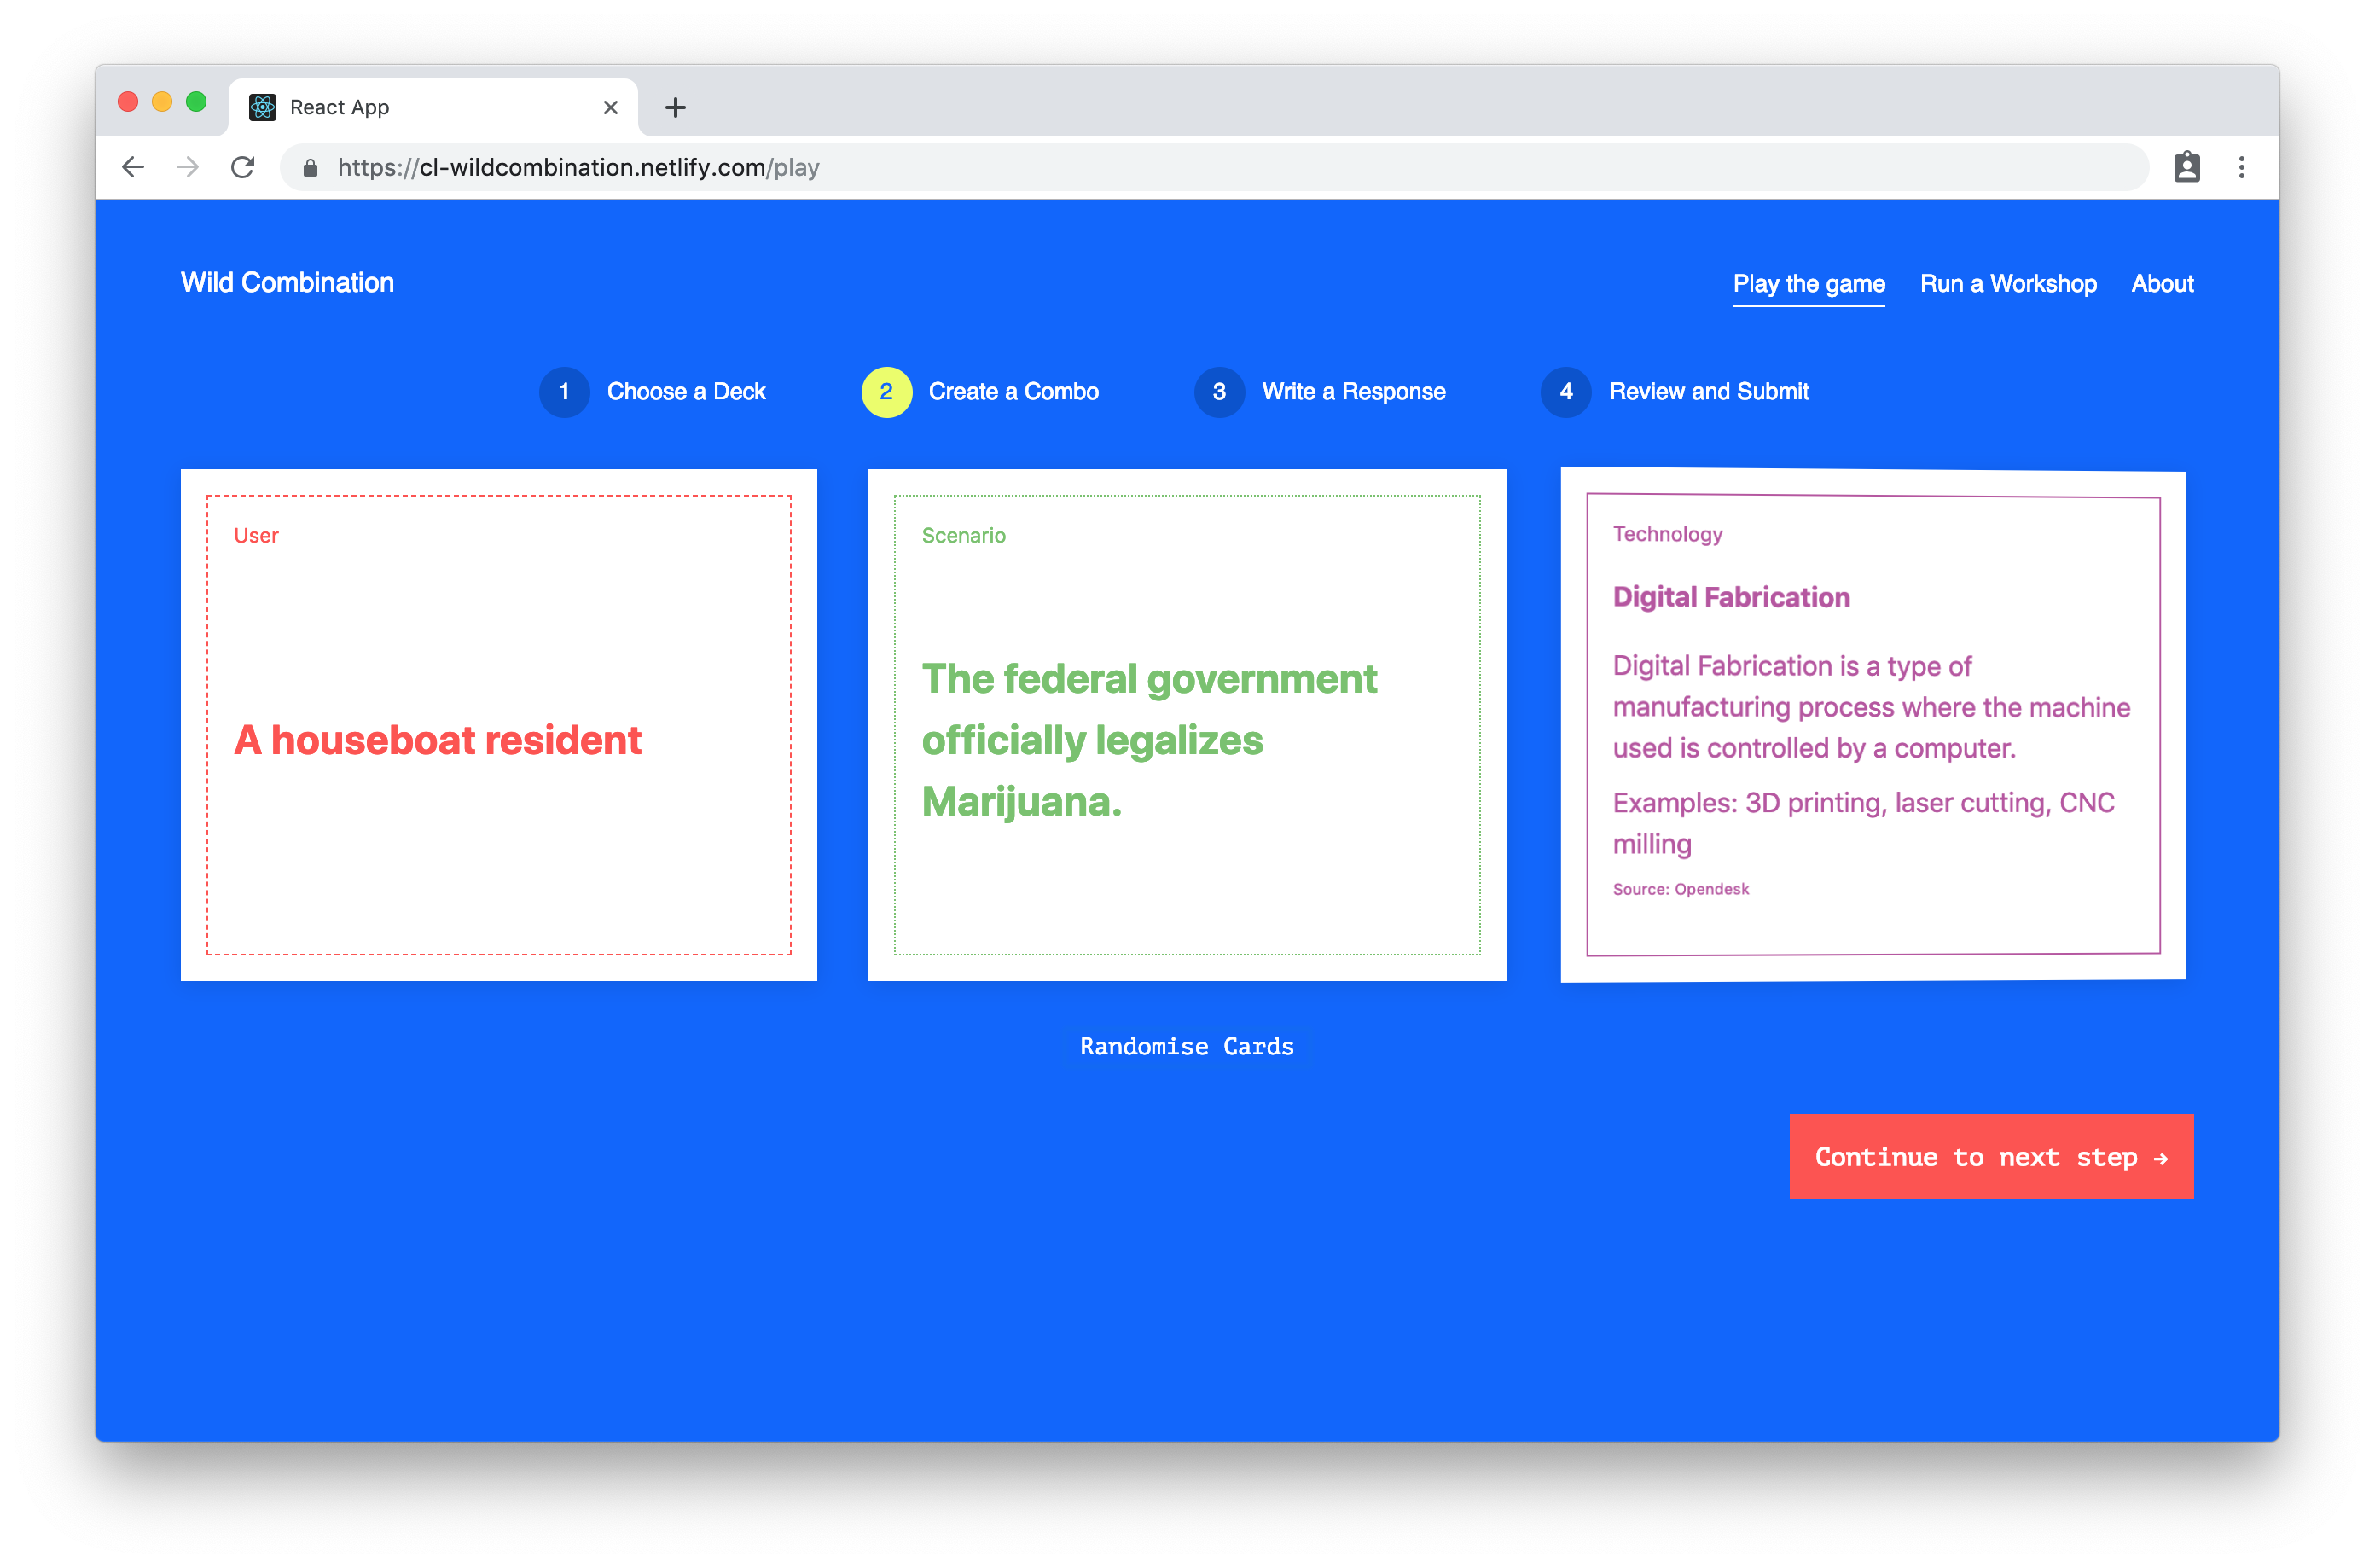 React App
https://cl-wildcombination.netlify.com/play
Wild Combination
Play the game
Run a Workshop
About
1 Choose a Deck
2 Create a Combo
3 Write a Response
4 Review and Submit
User
A houseboat resident
Scenario
The federal government
officially legalizes
Marijuana.
Technology
Digital Fabrication
Digital Fabrication is a type of
manufacturing process where the machine
used is controlled by a computer.
Examples: 3D printing, laser cutting, CNC
milling
Source: Opendesk
Randomise Cards
Continue to next step →